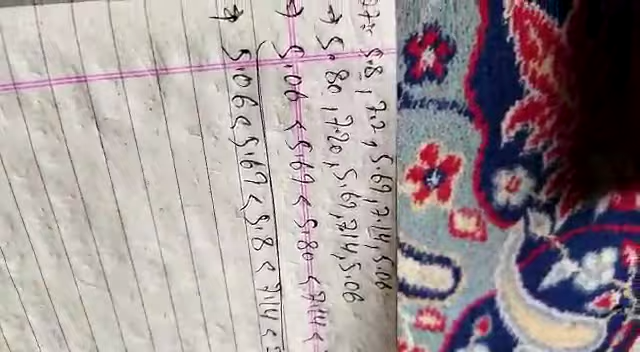 07:- 5.8, 7.2, 5.69, 7.14, 5.06
→ 5.80, 7.20, 5.69, 7.14, 5.06
→ 5.06 < 5.69 < 5.80 < 7.14 <
→ 5.06 < 5.69 < 5.8 < 7.14 <